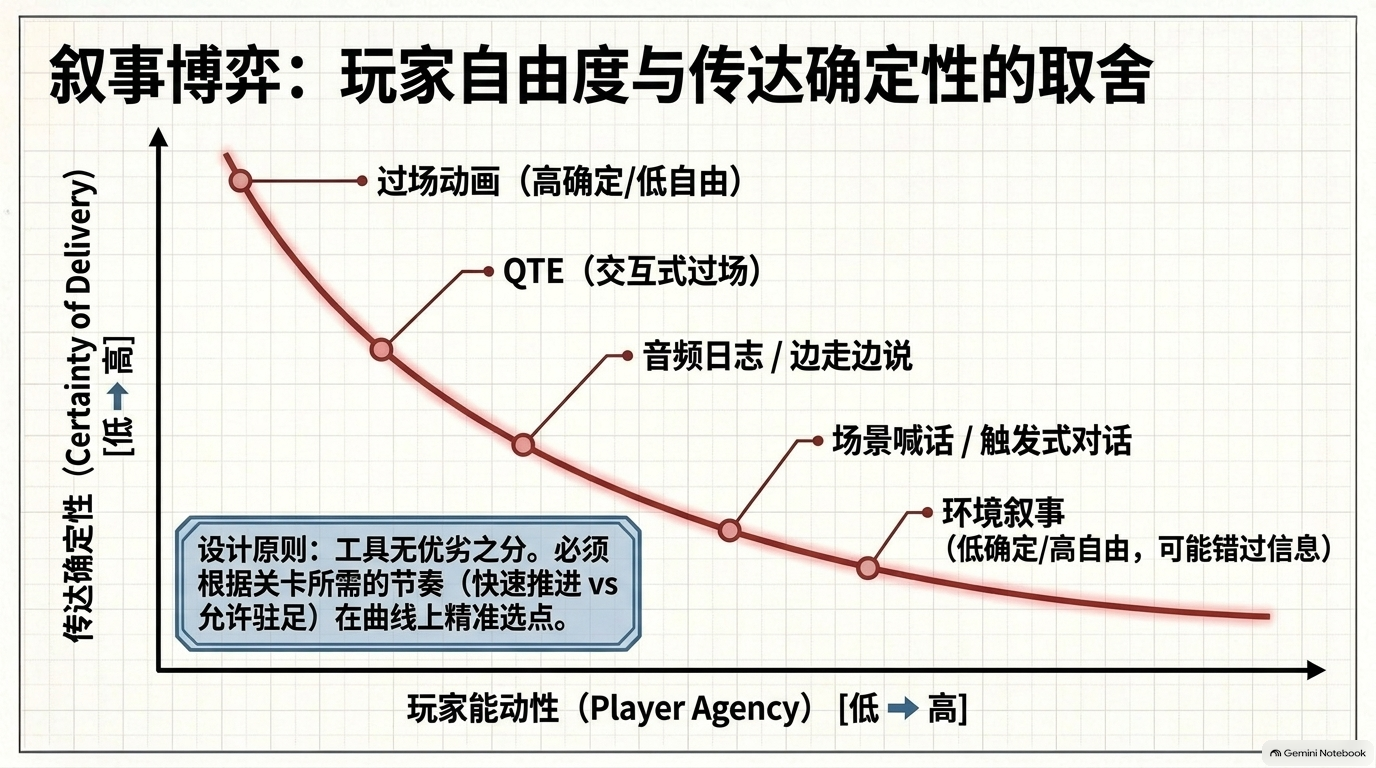 叙事博弈：玩家自由度与传达确定性的取舍
传达确定性（Certainty of Delivery）
[低 ➡ 高]
过场动画（高确定/低自由）
QTE（交互式过场）
音频日志 / 边走边说
场景喊话 / 触发式对话
环境叙事
（低确定/高自由，可能错过信息）
设计原则：工具无优劣之分。必须
根据关卡所需的节奏（快速推进 vs
允许驻足）在曲线上精准选点。
玩家能动性（Player Agency） [低 ➡ 高]
Gemini Notebook